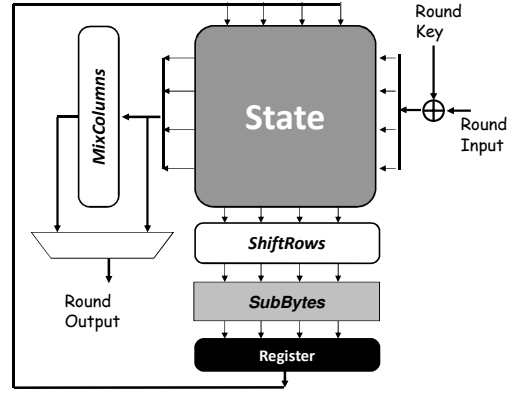 Round
Key
MixColumns
State
Round
Input
ShiftRows
SubBytes
Round
Output
Register